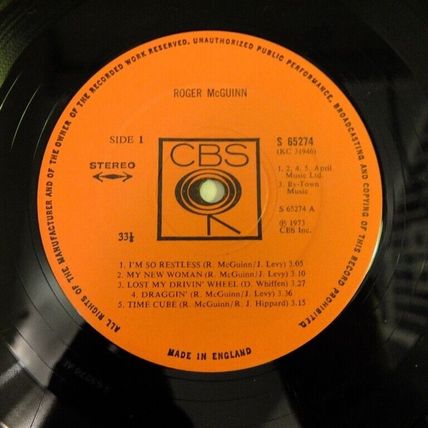 ALL RIGHTS OF THE MANUFACTURER AND OF THE OWNER OF THE RECORDED WORK RESERVED. UNAUTHORIZED PUBLIC PERFORMANCE, BROADCASTING AND COPYING OF THIS RECORD PROHIBITED.
ROGER McGUINN
SIDE 1
STEREO
33⅓
CBS
S 65274
(KC 31946)
1, 2, 4, 5. April
Music Ltd.
3. By-Town
Music
S 65274 A
℗ 1973
CBS Inc.
1. I'M SO RESTLESS (R. McGuinn/J. Levy) 3.05
2. MY NEW WOMAN (R. McGuinn/J. Levy) 3.10
3. LOST MY DRIVIN' WHEEL (D. Whiffen) 3.27
4. DRAGGIN' (R. McGuinn/J. Levy) 3.36
5. TIME CUBE (R. McGuinn/R. J. Hippard) 3.15
MADE IN ENGLAND